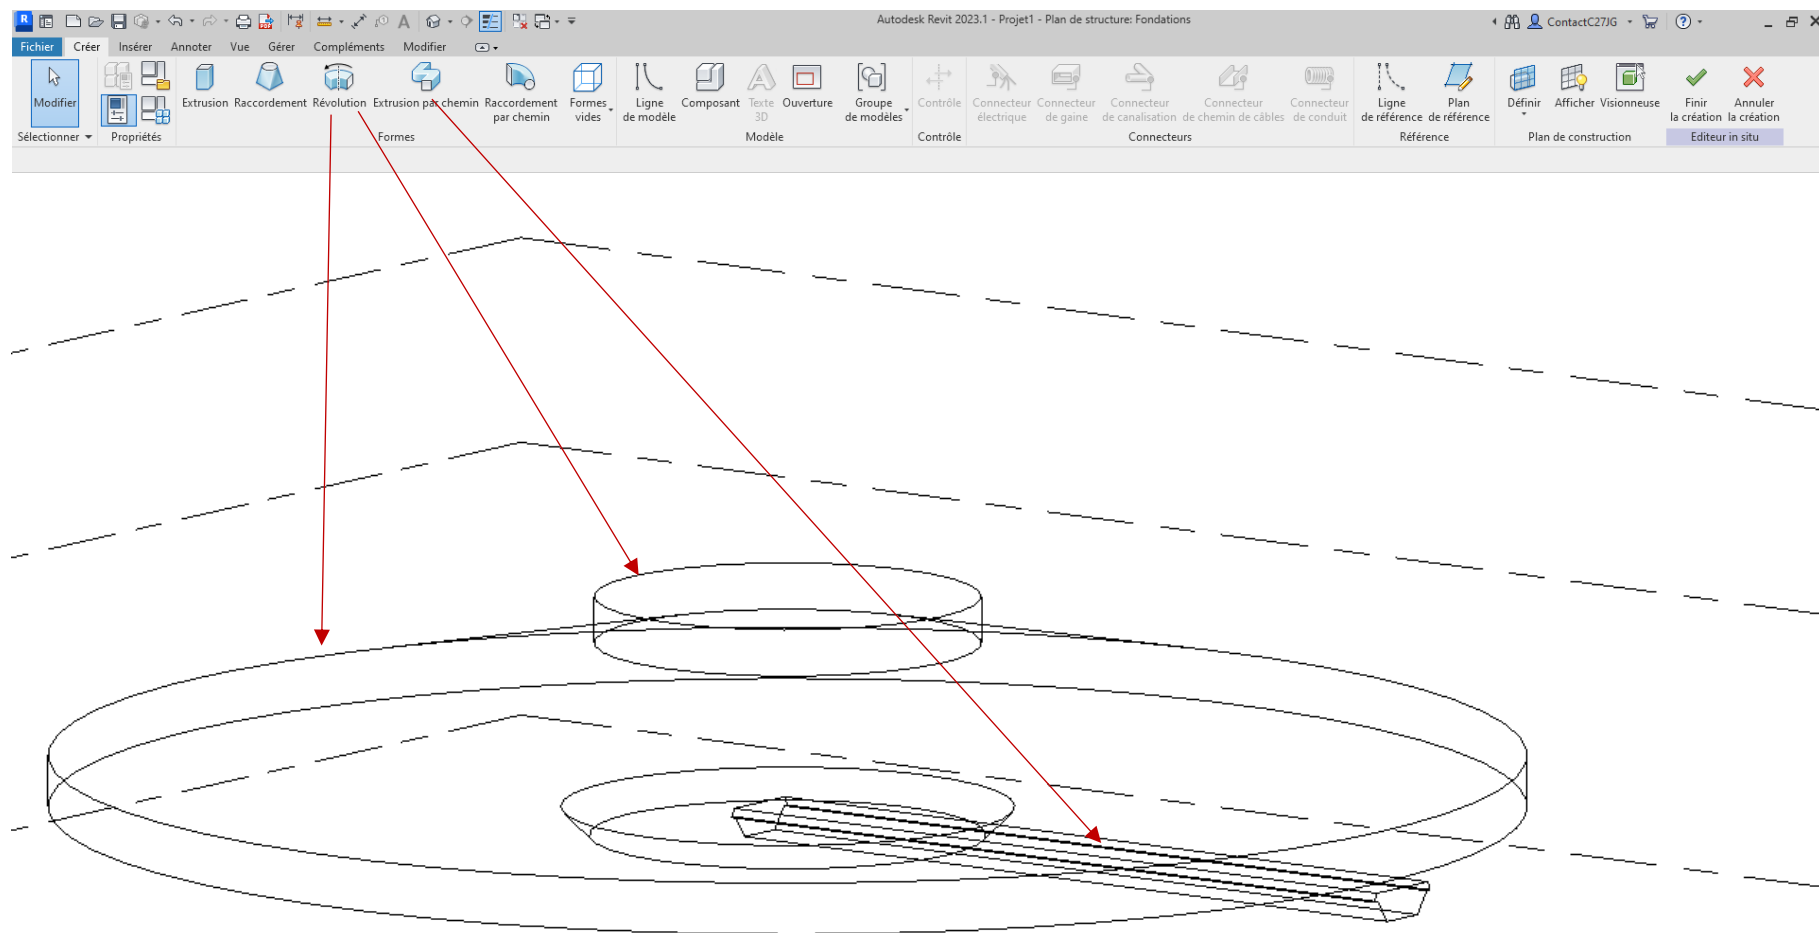 Autodesk Revit 2023.1 - Projet1 - Plan de structure: Fondations
ContactC27JG
Fichier Créer Insérer Annoter Vue Gérer Compléments Modifier
Modifier
Extrusion Raccordement Révolution Extrusion par chemin Raccordement par chemin Formes vides
Ligne de modèle Composant Texte 3D Ouverture Groupe de modèles
Contrôle
Connecteur électrique Connecteur de gaine Connecteur de canalisation Connecteur de chemin de câbles Connecteur de conduit
Ligne de référence Plan de référence
Définir Afficher Visionneuse
Finir la création Annuler la création
Sélectionner Propriétés Formes Modèle Contrôle Connecteurs Référence Plan de construction Editeur in situ